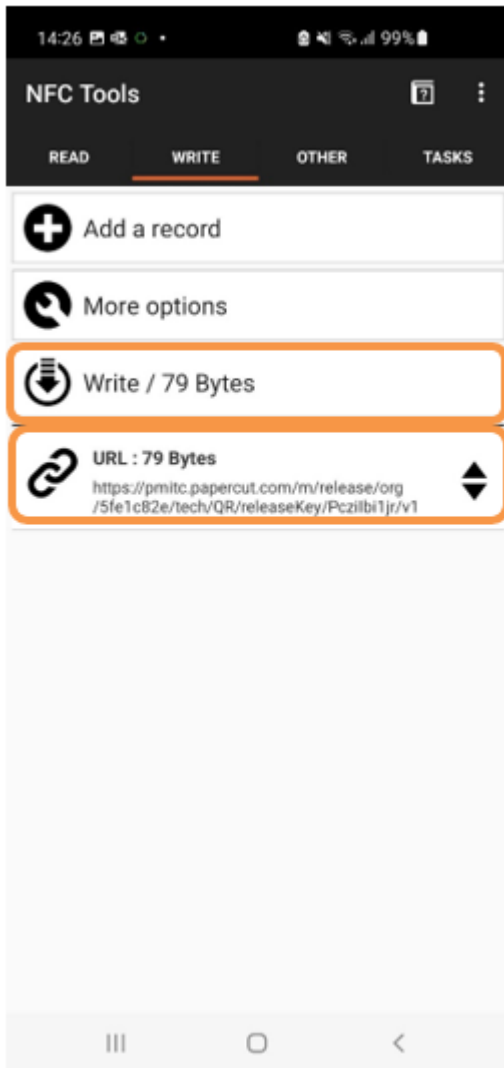 14:26
99%
NFC Tools
READ WRITE OTHER TASKS
Add a record
More options
Write / 79 Bytes
URL : 79 Bytes
https://pmitc.papercut.com/m/release/org
/5fe1c82e/tech/QR/releaseKey/PcziIbi1jr/v1